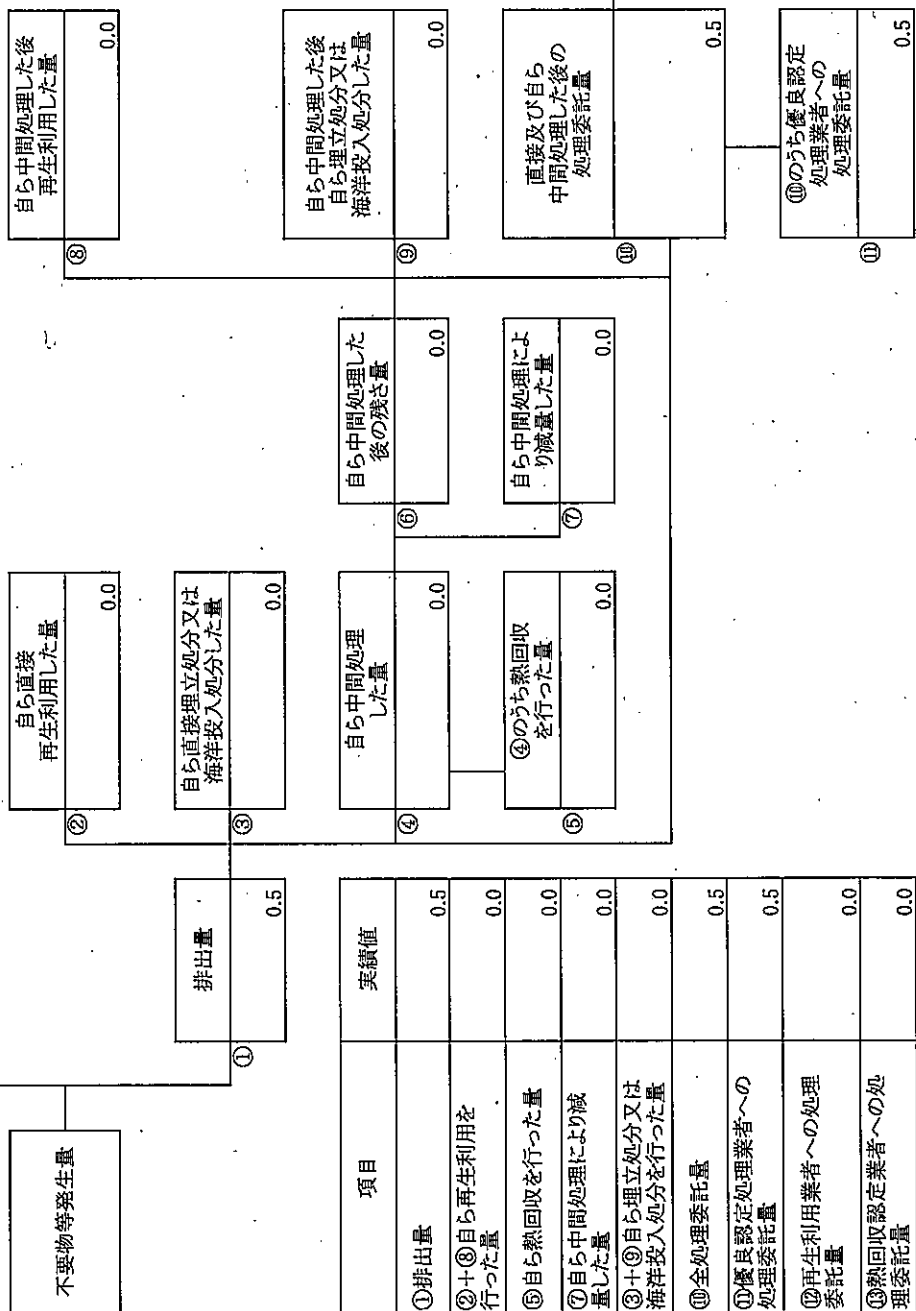 不要物等発生量
①
排出量
0.5
②
自ら直接
再生利用した量
0.0
③
自ら直接埋立処分又は
海洋投入処分した量
0.0
④
自ら中間処理
した量
0.0
⑤
④のうち熱回収
を行った量
0.0
⑥
自ら中間処理した
後の残さ量
0.0
⑦
自ら中間処理によ
り減量した量
0.0
⑧
自ら中間処理した後
再生利用した量
0.0
⑨
自ら中間処理した後
自ら埋立処分又は
海洋投入処分した量
0.0
⑩
直接及び自ら
中間処理した後の
処理委託量
0.5
⑪
⑩のうち優良認定
処理業者への
処理委託量
0.5
項目 実績値
①排出量 0.5
②+⑧自ら再生利用を
行った量 0.0
⑤自ら熱回収を行った量 0.0
⑦自ら中間処理により減
量した量 0.0
③+⑨自ら埋立処分又は
海洋投入処分を行った量 0.0
⑩全処理委託量 0.5
⑪優良認定処理業者への
処理委託量 0.5
⑫再生利用業者への処理
委託量 0.0
⑬熱回収認定業者への処
理委託量 0.0